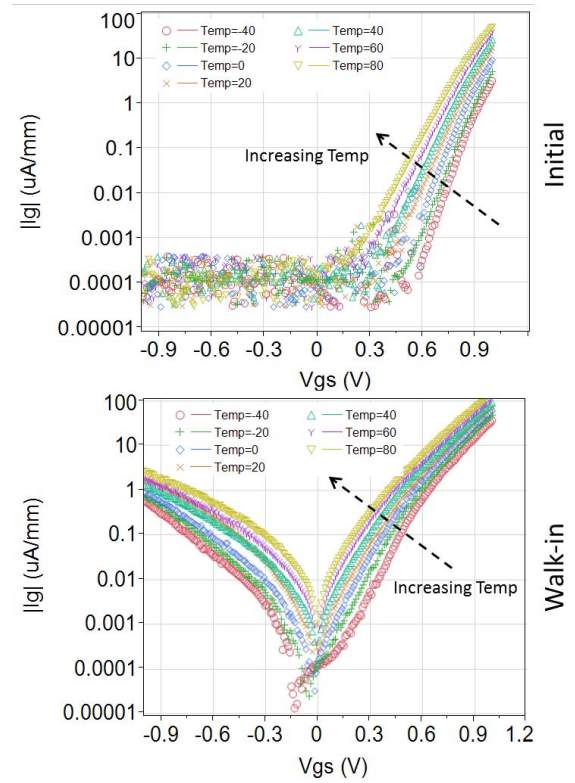 100
10
1
0.1
0.01
0.001
0.0001
0.00001
|Ig| (uA/mm)
Temp=-40
Temp=-20
Temp=0
Temp=20
Temp=40
Temp=60
Temp=80
Increasing Temp
-0.9 -0.6 -0.3 0 0.3 0.6 0.9
Vgs (V)
Initial
100
10
1
0.1
0.01
0.001
0.0001
0.00001
|Ig| (uA/mm)
Temp=-40
Temp=-20
Temp=0
Temp=20
Temp=40
Temp=60
Temp=80
Increasing Temp
-0.9 -0.6 -0.3 0 0.3 0.6 0.9 1.2
Vgs (V)
Walk-in